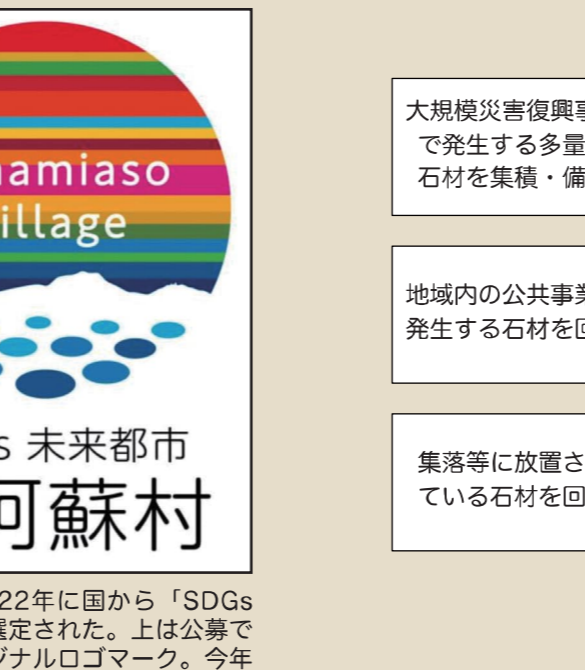 amiaso
illage
未来都市
阿蘇村
22年に国から「SDGs
選定された。上は公募で
ジナルロゴマーク。今年
大規模災害復興事
で発生する多量
石材を集積・備
地域内の公共事業
発生する石材を回
集落等に放置さ
ている石材を回